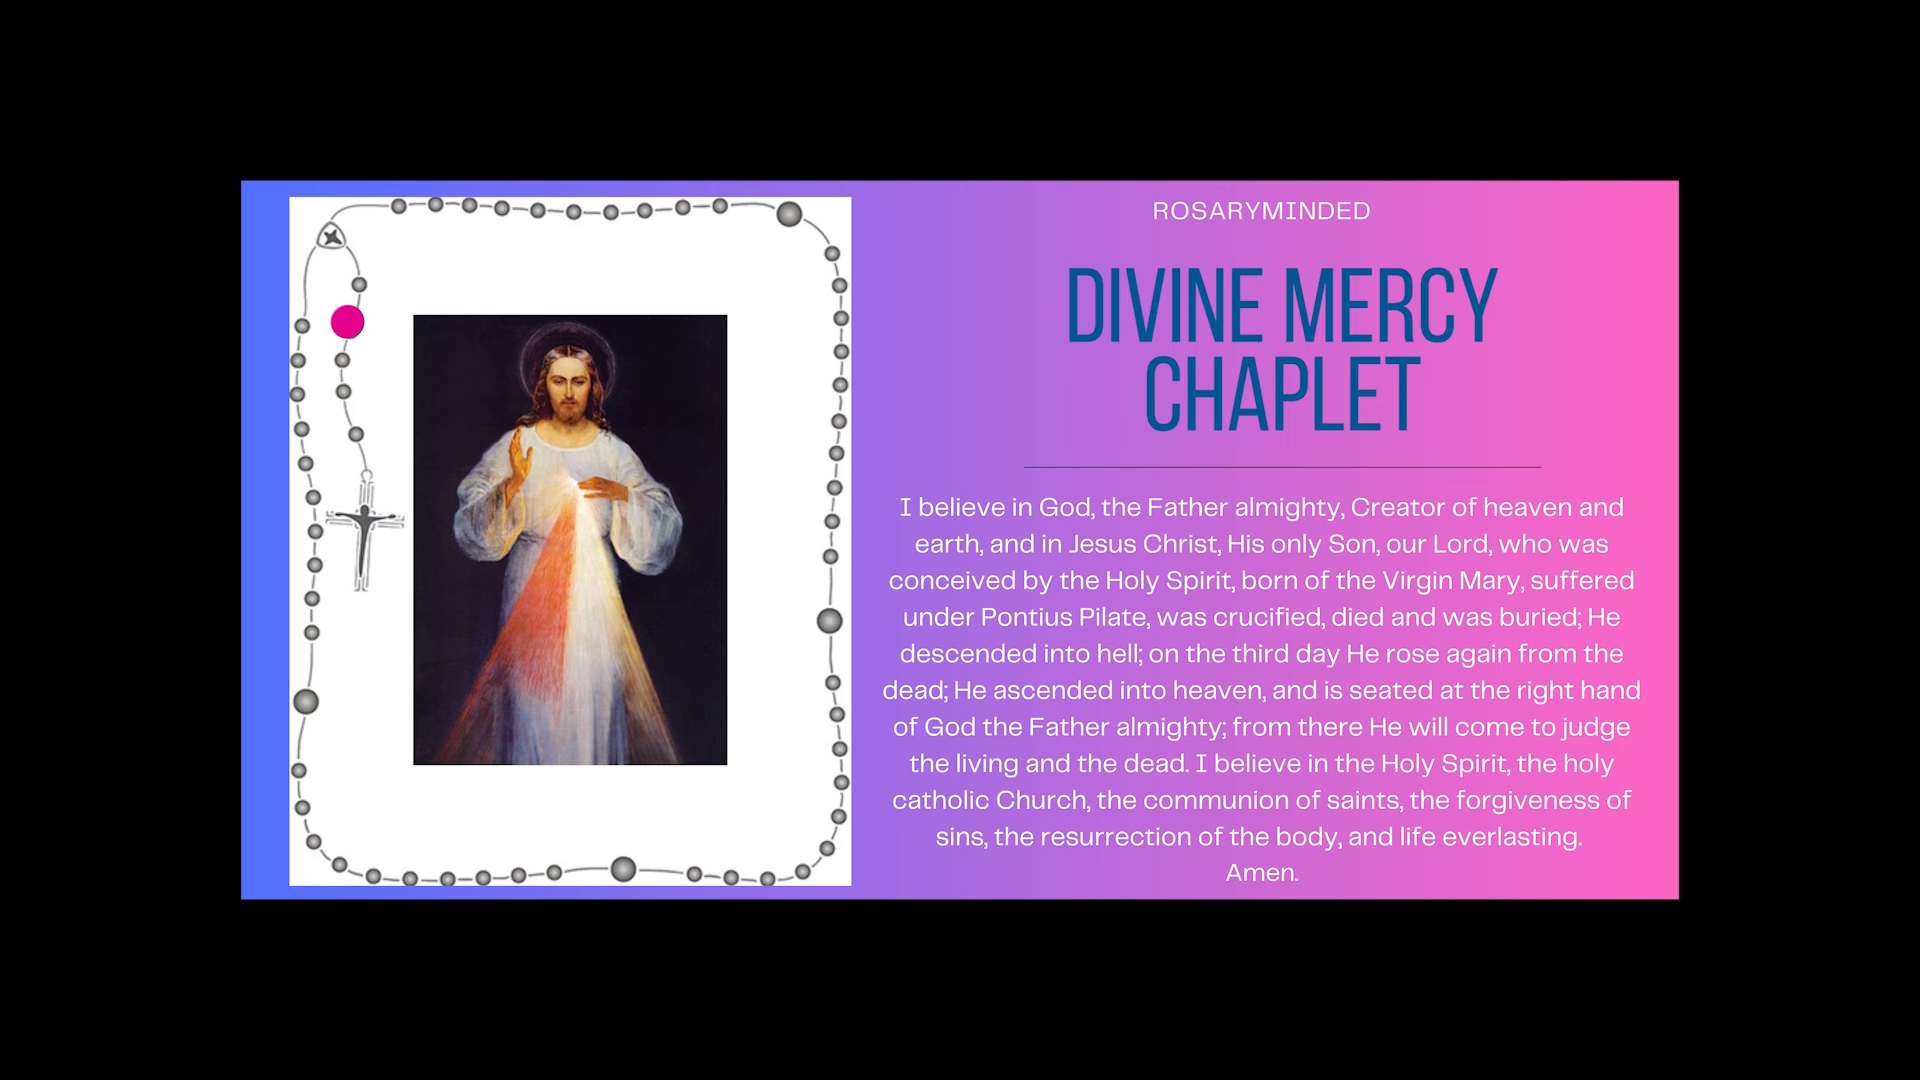 ROSARYMINDED
DIVINE MERCY
CHAPLET
I believe in God, the Father almighty, Creator of heaven and
earth, and in Jesus Christ, His only Son, our Lord, who was
conceived by the Holy Spirit, born of the Virgin Mary, suffered
under Pontius Pilate, was crucified, died and was buried; He
descended into hell; on the third day He rose again from the
dead; He ascended into heaven, and is seated at the right hand
of God the Father almighty; from there He will come to judge
the living and the dead. I believe in the Holy Spirit, the holy
catholic Church, the communion of saints, the forgiveness of
sins, the resurrection of the body, and life everlasting.
Amen.